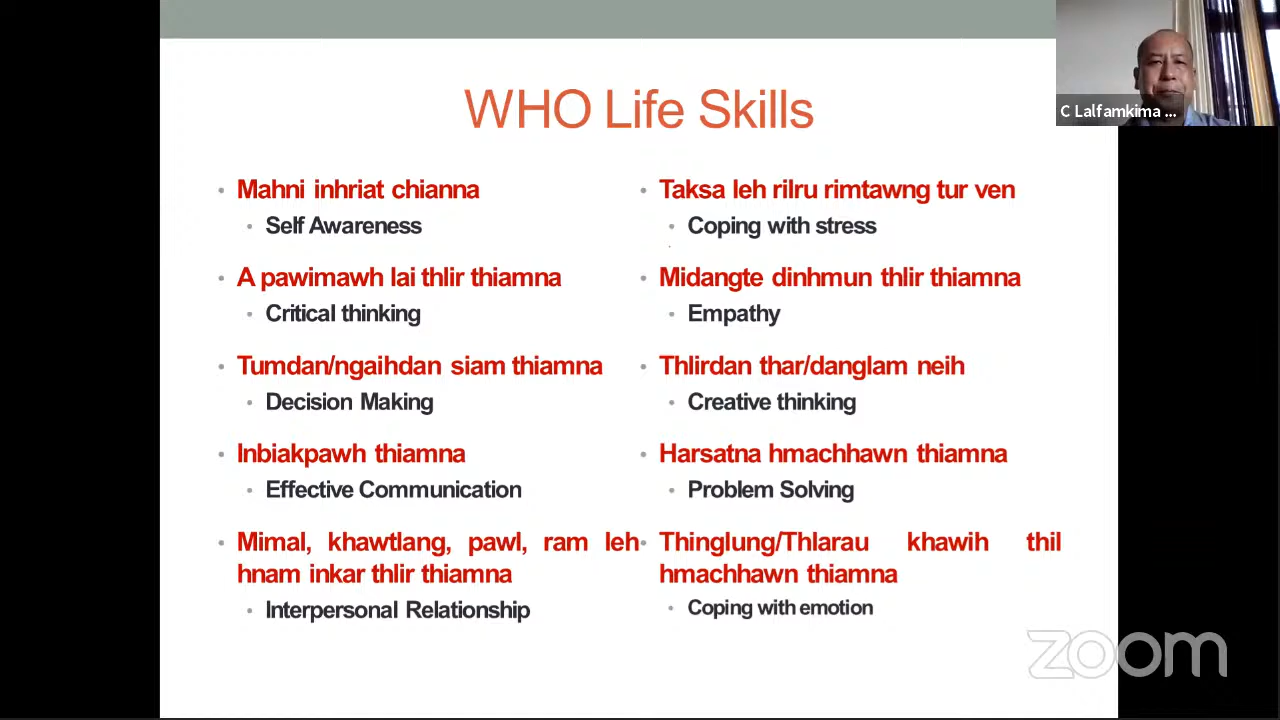 WHO Life Skills
C Lalfamkima ...
Mahni inhriat chianna
Self Awareness
A pawimawh lai thlir thiamna
Critical thinking
Tumdan/ngaihdan siam thiamna
Decision Making
Inbiakpawh thiamna
Effective Communication
Mimal, khawtlang, pawl, ram leh
hnam inkar thlir thiamna
Interpersonal Relationship
Taksa leh rilru rimtawng tur ven
Coping with stress
Midangte dinhmun thlir thiamna
Empathy
Thlirdan thar/danglam neih
Creative thinking
Harsatna hmachhawn thiamna
Problem Solving
Thinglung/Thlarau khawih thil
hmachhawn thiamna
Coping with emotion
zoom